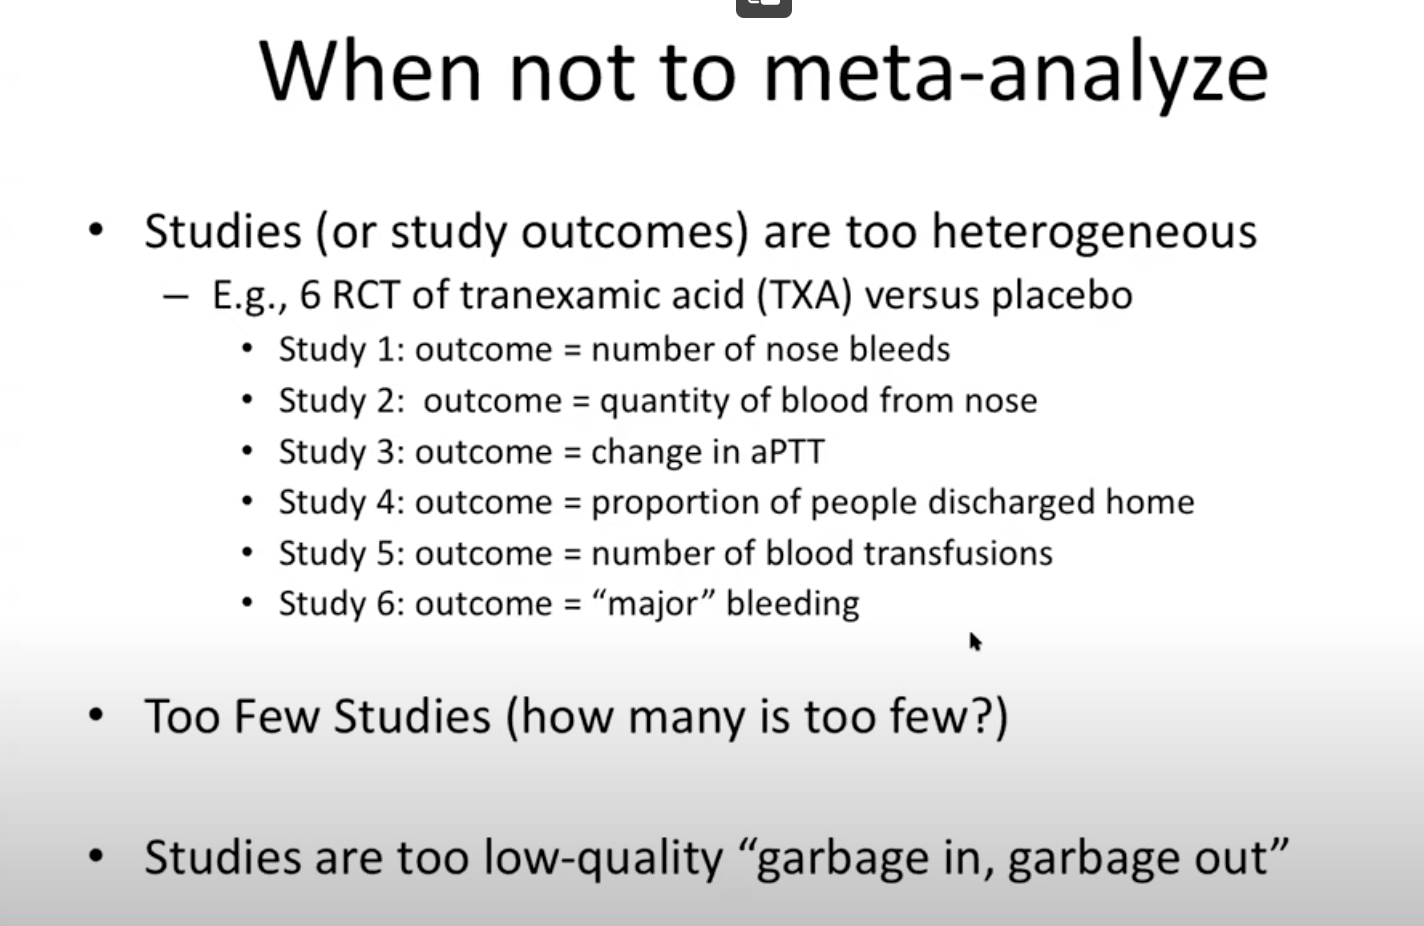 When not to meta-analyze
• Studies (or study outcomes) are too heterogeneous
– E.g., 6 RCT of tranexamic acid (TXA) versus placebo
• Study 1: outcome = number of nose bleeds
• Study 2:  outcome = quantity of blood from nose
• Study 3: outcome = change in aPTT
• Study 4: outcome = proportion of people discharged home
• Study 5: outcome = number of blood transfusions
• Study 6: outcome = “major” bleeding
• Too Few Studies (how many is too few?)
• Studies are too low-quality “garbage in, garbage out”